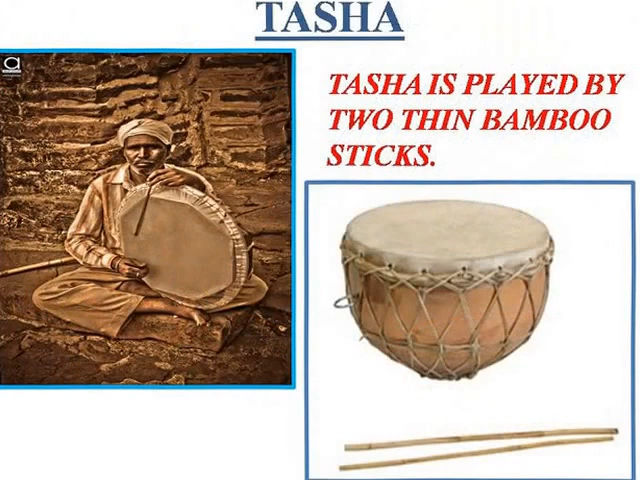 TASHA
TASHA IS PLAYED BY
TWO THIN BAMBOO
STICKS.